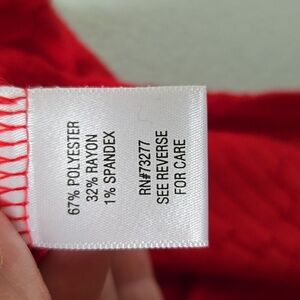 67% POLYESTER
32% RAYON
1% SPANDEX
RN#73277
SEE REVERSE
FOR CARE